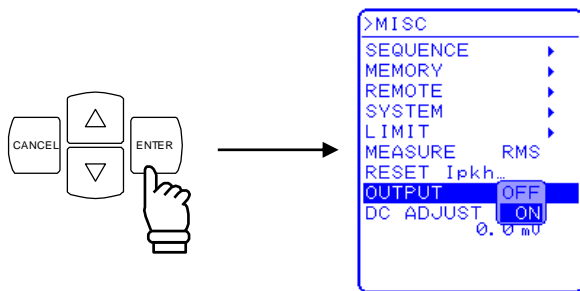 CANCEL
ENTER
>MISC
SEQUENCE
MEMORY
REMOTE
SYSTEM
LIMIT
MEASURE RMS
RESET Ipkh…
OUTPUT OFF
DC ADJUST ON
0.0 mV